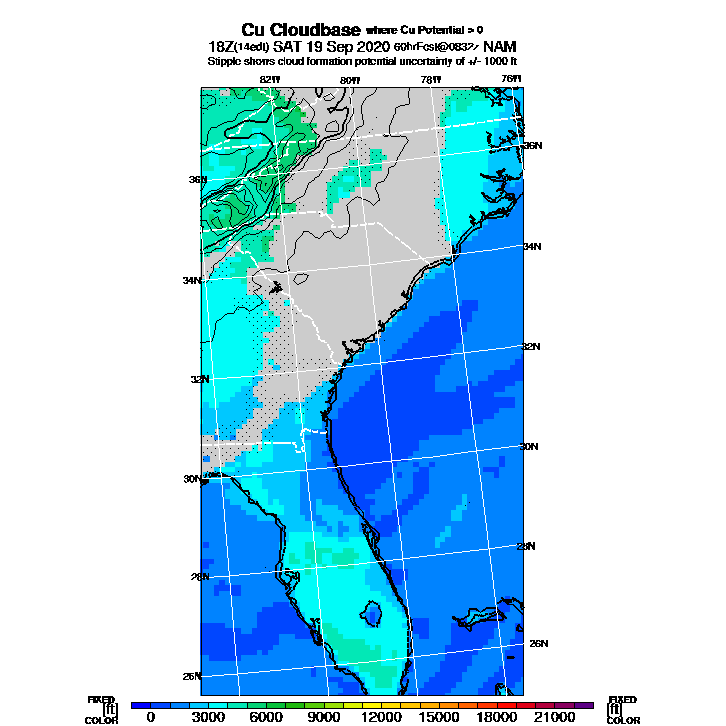 Cu Cloudbase where Cu Potential > 0
18Z(14edt) SAT 19 Sep 2020 60hrFcst@0832z NAM
Stipple shows cloud formation potential uncertainty of +/- 1000 ft
82W 80W 78W 76W
36N 36N
34N 34N
32N 32N
30N 30N
28N 28N
26N 26N
FIXED FIXED
[ft] [ft]
COLOR COLOR
0 3000 6000 9000 12000 15000 18000 21000